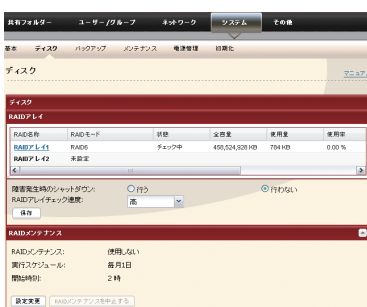 共有フォルダー ユーザー/グループ ネットワーク システム その他
基本 ディスク バックアップ メンテナンス 電源管理 初期化
ディスク
マニュア
ディスク
RAIDアレイ
RAID名称 RAIDモード 状態 全容量 使用量 使用率
RAIDアレイ1 RAID6 チェック中 458,524,928 KB 784 KB 0.00 %
RAIDアレイ2 未設定
障害発生時のシャットダウン: 行う 行わない
RAIDアレイチェック速度: 高
保存
RAIDメンテナンス
RAIDメンテナンス: 使用しない
実行スケジュール: 毎月1日
開始時刻: 2 時
設定変更 RAIDメンテナンスを中止する